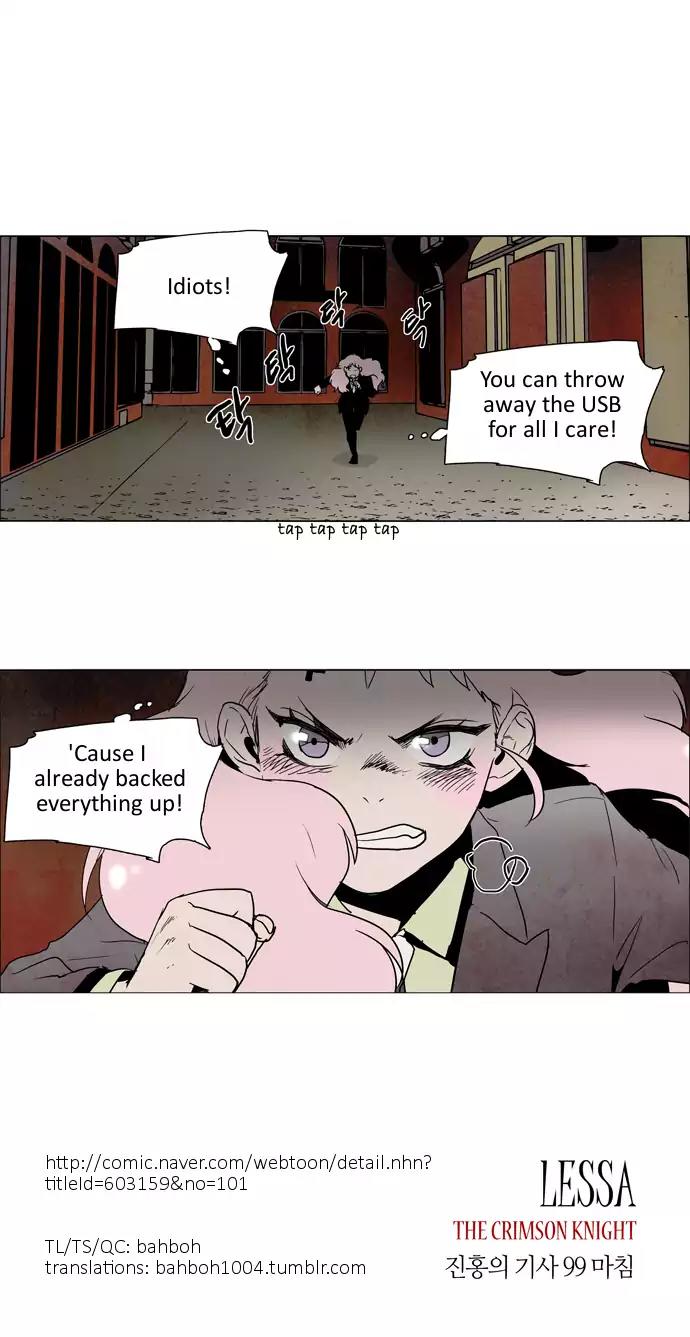 Idiots!
탁
탁
탁
탁
You can throw
away the USB
for all I care!
tap tap tap tap
'Cause I
already backed
everything up!
http://comic.naver.com/webtoon/detail.nhn?
titleId=603159&no=101
TL/TS/QC: bahboh
translations: bahboh1004.tumblr.com
LESSA
THE CRIMSON KNIGHT
진홍의 기사 99 마침